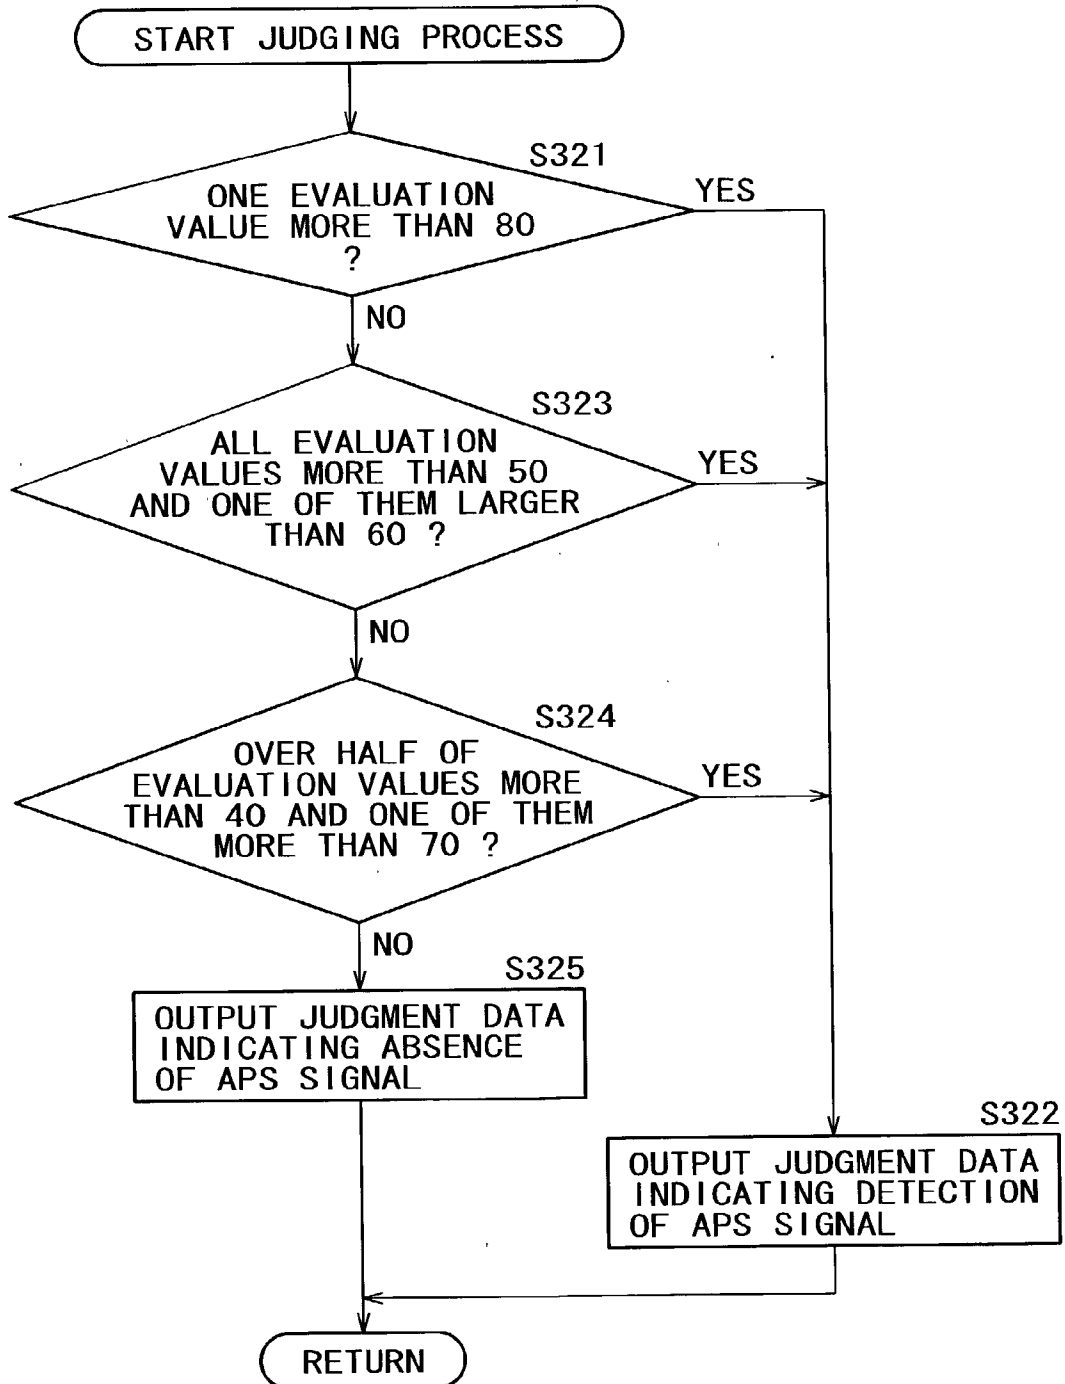 START JUDGING PROCESS
S321
ONE EVALUATION
VALUE MORE THAN 80
?
YES
NO
S323
ALL EVALUATION
VALUES MORE THAN 50
AND ONE OF THEM LARGER
THAN 60 ?
YES
NO
S324
OVER HALF OF
EVALUATION VALUES MORE
THAN 40 AND ONE OF THEM
MORE THAN 70 ?
YES
NO
S325
OUTPUT JUDGMENT DATA
INDICATING ABSENCE
OF APS SIGNAL
S322
OUTPUT JUDGMENT DATA
INDICATING DETECTION
OF APS SIGNAL
RETURN